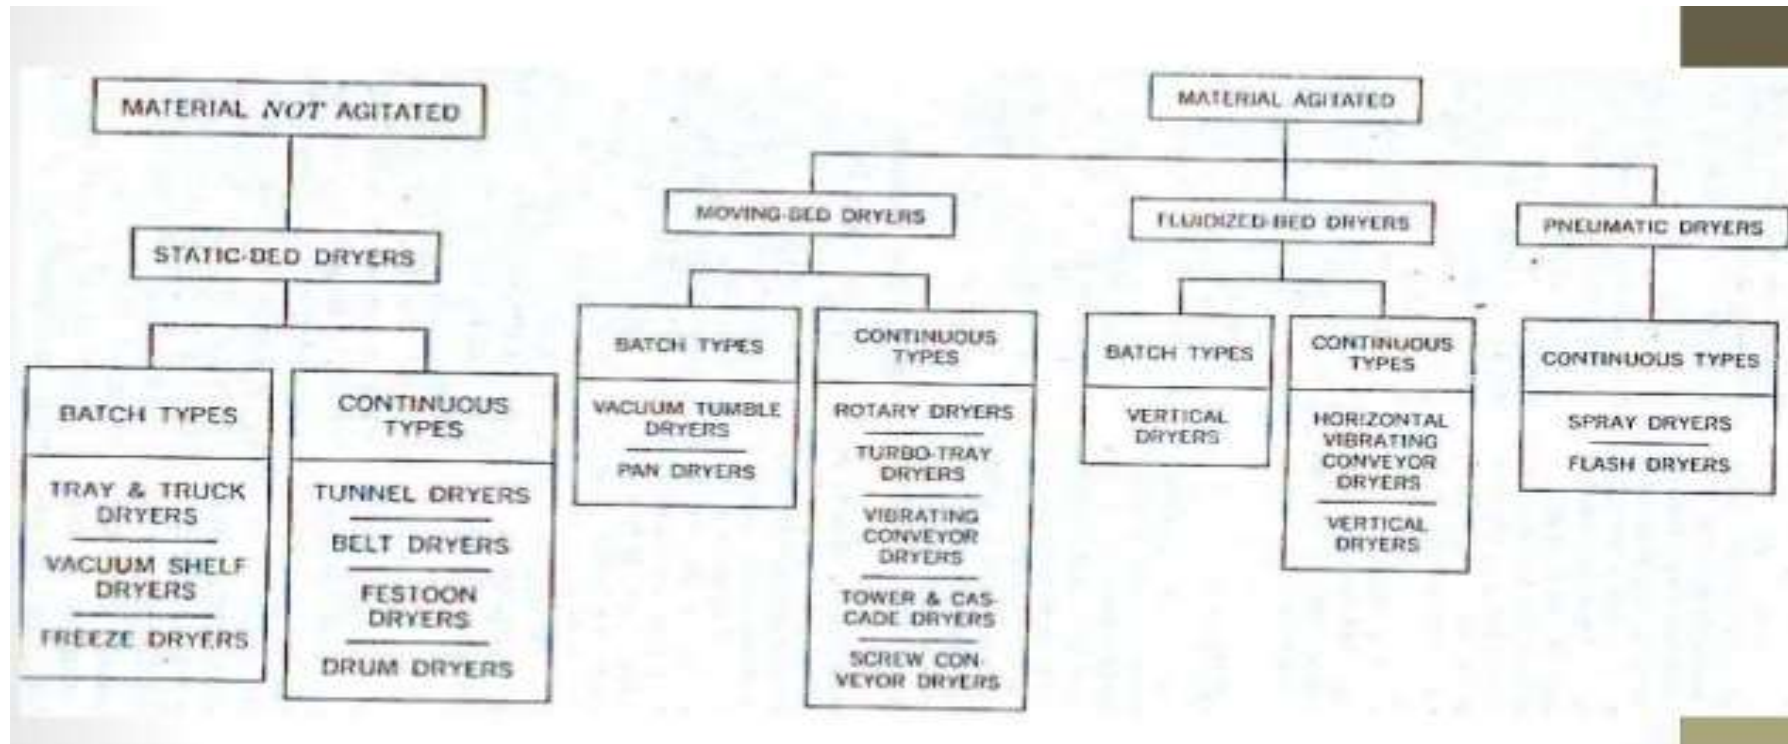 MATERIAL NOT AGITATED
STATIC-BED DRYERS
BATCH TYPES
TRAY & TRUCK
DRYERS
VACUUM SHELF
DRYERS
FREEZE DRYERS
CONTINUOUS
TYPES
TUNNEL DRYERS
BELT DRYERS
FESTOON
DRYERS
DRUM DRYERS
MATERIAL AGITATED
MOVING-BED DRYERS
BATCH TYPES
VACUUM TUMBLE
DRYERS
PAN DRYERS
CONTINUOUS
TYPES
ROTARY DRYERS
TURBO-TRAY
DRYERS
VIBRATING
CONVEYOR
DRYERS
TOWER & CAS-
CADE DRYERS
SCREW CON-
VEYOR DRYERS
FLUIDIZED-BED DRYERS
BATCH TYPES
VERTICAL
DRYERS
CONTINUOUS
TYPES
HORIZONTAL
VIBRATING
CONVEYOR
DRYERS
VERTICAL
DRYERS
PNEUMATIC DRYERS
CONTINUOUS TYPES
SPRAY DRYERS
FLASH DRYERS